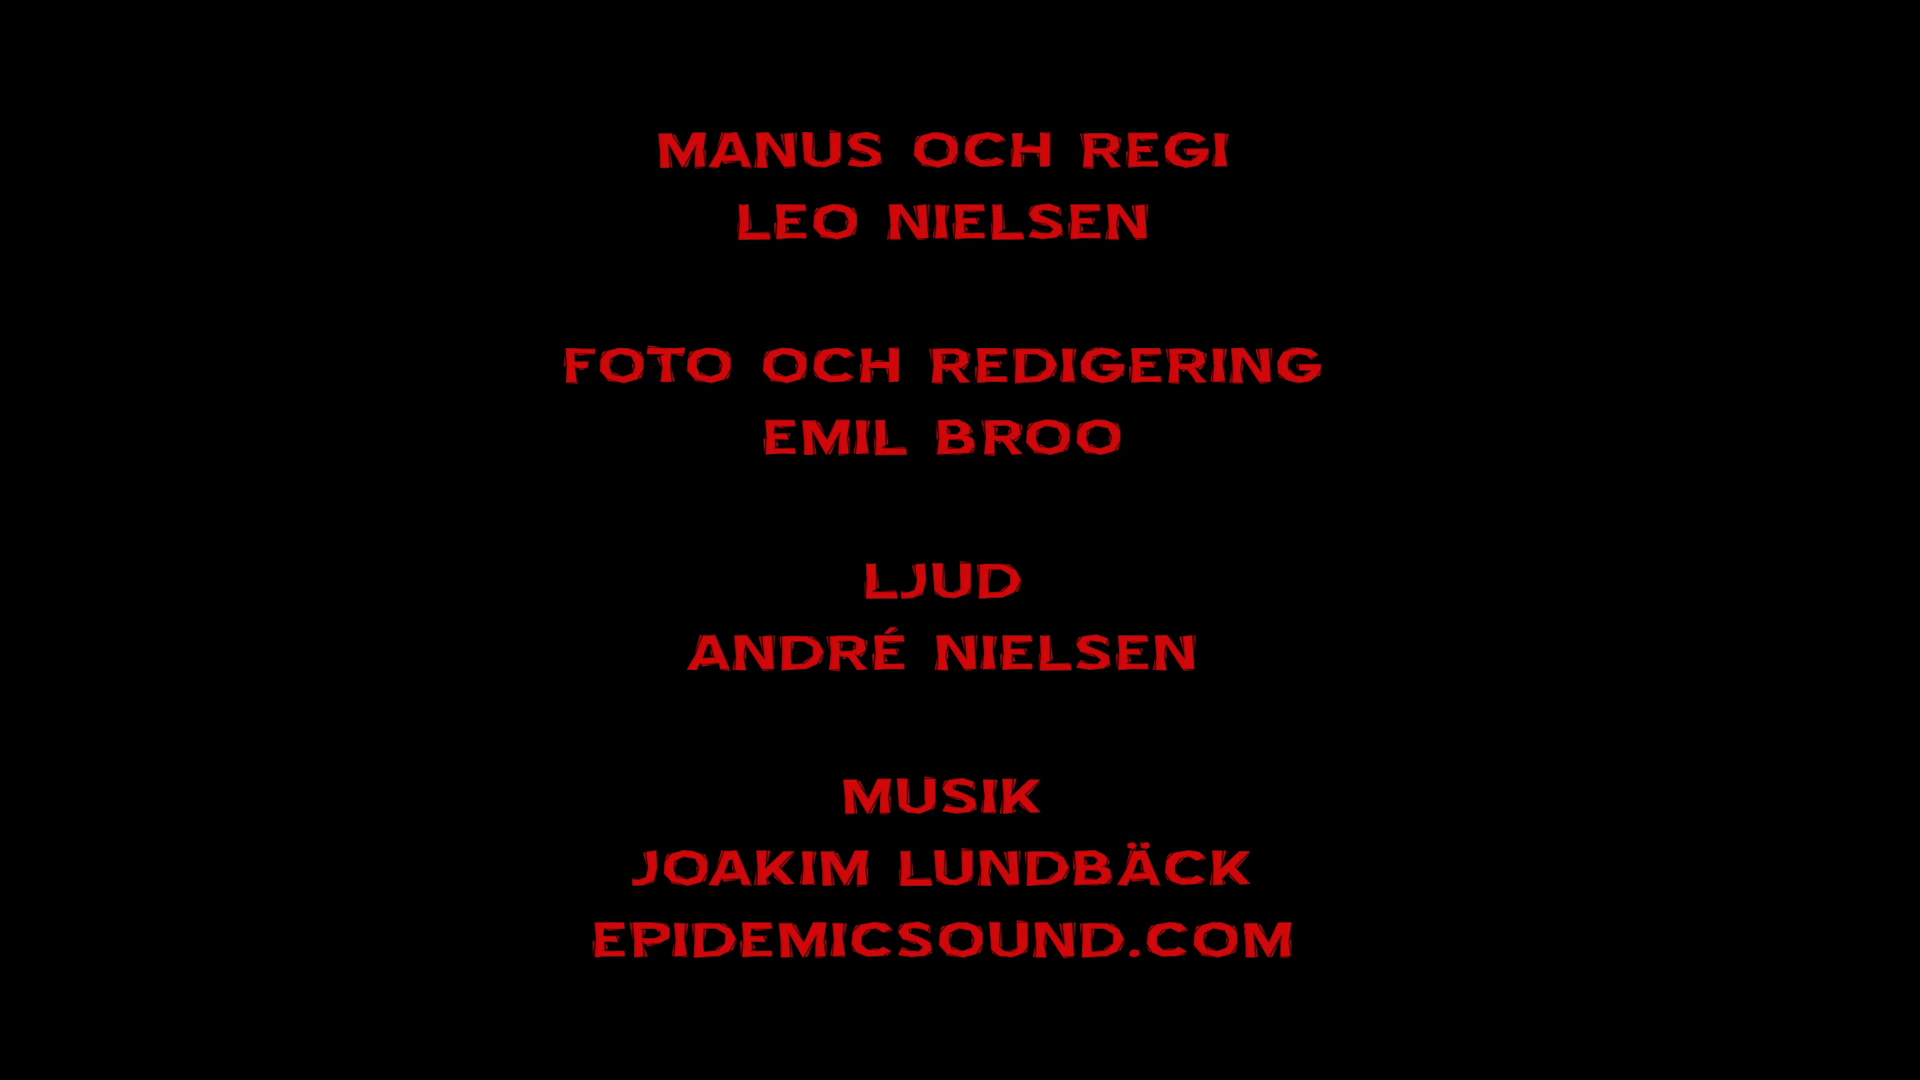 MANUS OCH REGI
LEO NIELSEN
FOTO OCH REDIGERING
EMIL BROO
LJUD
ANDRÉ NIELSEN
MUSIK
JOAKIM LUNDBÄCK
EPIDEMICSOUND.COM